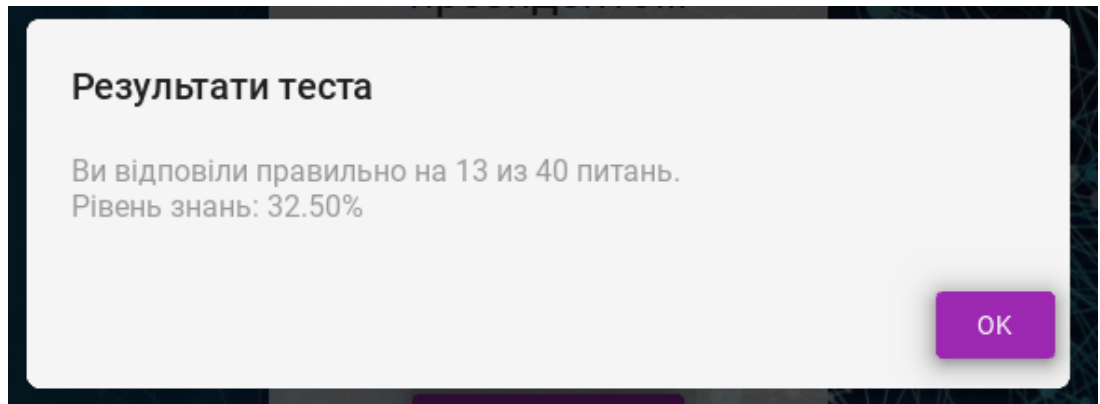 Результати теста
Ви відповіли правильно на 13 из 40 питань.
Рівень знань: 32.50%
OK